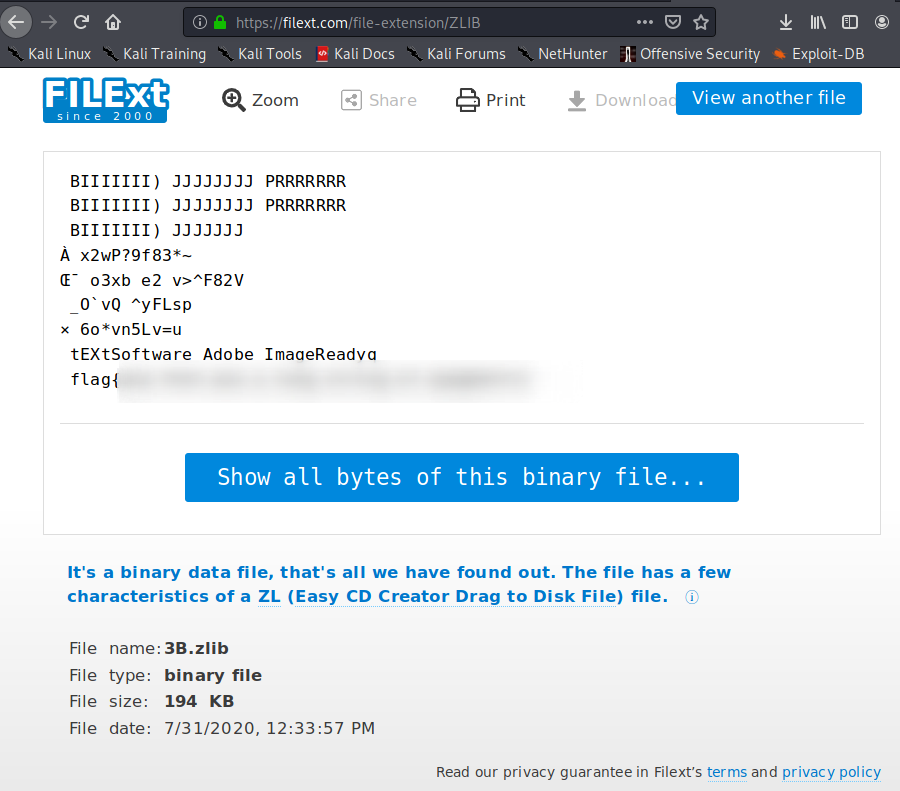 https://filext.com/file-extension/ZLIB
Kali Linux Kali Training Kali Tools Kali Docs Kali Forums NetHunter Offensive Security Exploit-DB
FILExt
since 2000
Zoom Share Print Download View another file
BIIIIIII) JJJJJJJJ PRRRRRRR
BIIIIIII) JJJJJJJJ PRRRRRRR
BIIIIIII) JJJJJJJ
À x2wP?9f83*~
Œ¯ o3xb e2 v>^F82V
_O`vQ ^yFLsp
× 6o*vn5Lv=u
tEXtSoftware Adobe ImageReadyq
flag{
Show all bytes of this binary file...
It's a binary data file, that's all we have found out. The file has a few
characteristics of a ZL (Easy CD Creator Drag to Disk File) file.
File name: 3B.zlib
File type: binary file
File size: 194 KB
File date: 7/31/2020, 12:33:57 PM
Read our privacy guarantee in Filext’s terms and privacy policy